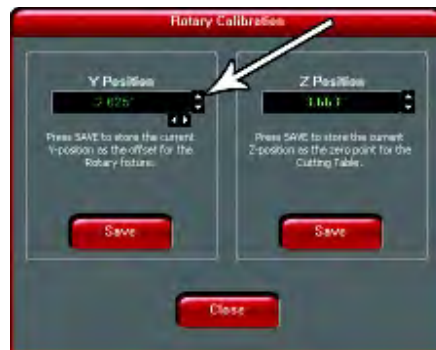 Rotary Calibration
Y Position
Z Position
Press SAVE to store the current
Y-position as the offset for the
Rotary fixture.
Press SAVE to store the current
Z-position as the zero point for the
Cutting Table.
Save
Save
Close